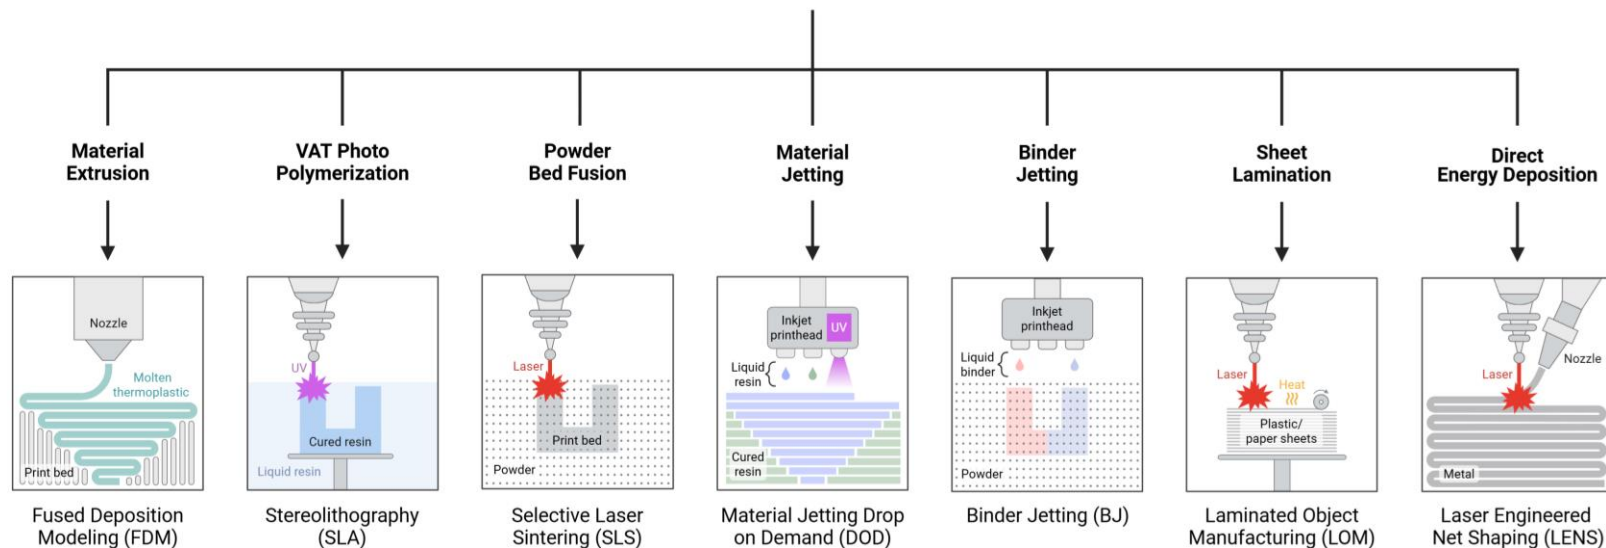 Material
Extrusion
VAT Photo
Polymerization
Powder
Bed Fusion
Material
Jetting
Binder
Jetting
Sheet
Lamination
Direct
Energy Deposition
Nozzle
Molten
thermoplastic
Print bed
Fused Deposition
Modeling (FDM)
UV
Cured resin
Liquid resin
Stereolithography
(SLA)
Laser
Print bed
Powder
Selective Laser
Sintering (SLS)
Inkjet
printhead
UV
Liquid
resin
Cured
resin
Material Jetting Drop
on Demand (DOD)
Inkjet
printhead
Liquid
binder
Powder
Binder Jetting (BJ)
Laser
Heat
Plastic/
paper sheets
Laminated Object
Manufacturing (LOM)
Nozzle
Laser
Metal
Laser Engineered
Net Shaping (LENS)